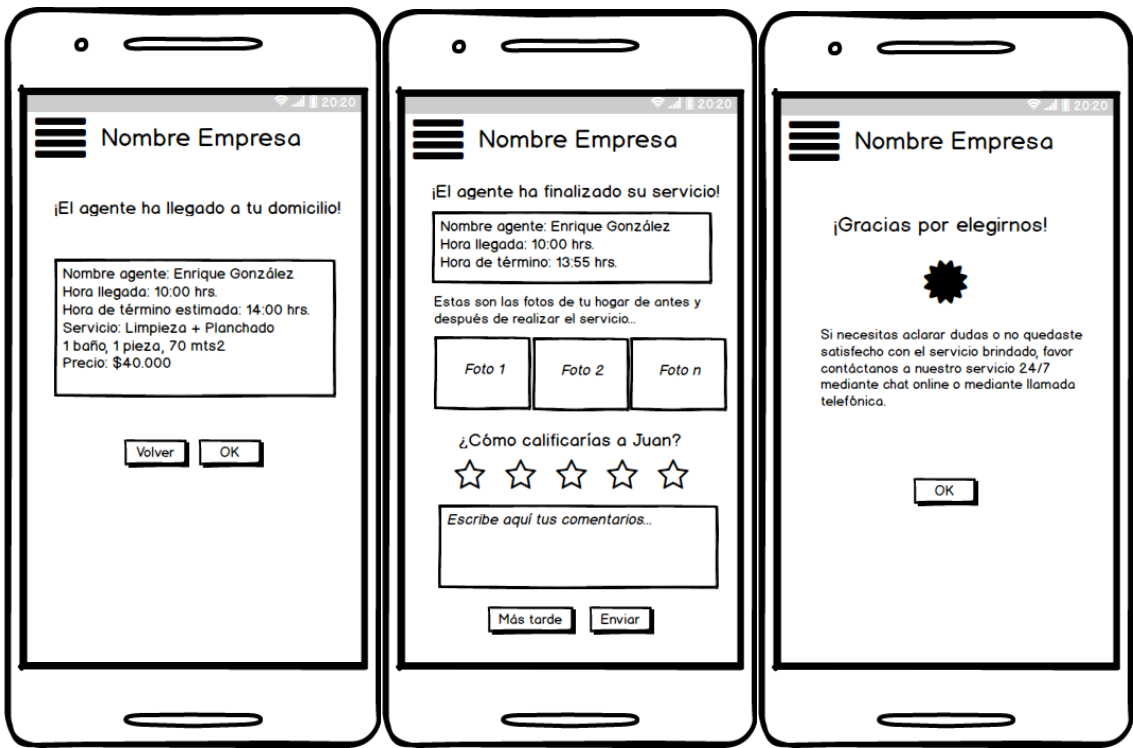 20:20
Nombre Empresa
¡El agente ha llegado a tu domicilio!
Nombre agente: Enrique González
Hora llegada: 10:00 hrs.
Hora de término estimada: 14:00 hrs.
Servicio: Limpieza + Planchado
1 baño, 1 pieza, 70 mts2
Precio: $40.000
Volver
OK
20:20
Nombre Empresa
¡El agente ha finalizado su servicio!
Nombre agente: Enrique González
Hora llegada: 10:00 hrs.
Hora de término: 13:55 hrs.
Estas son las fotos de tu hogar de antes y
después de realizar el servicio...
Foto 1
Foto 2
Foto n
¿Cómo calificarías a Juan?
Escribe aquí tus comentarios...
Más tarde
Enviar
20:20
Nombre Empresa
¡Gracias por elegirnos!
Si necesitas aclarar dudas o no quedaste
satisfecho con el servicio brindado, favor
contáctanos a nuestro servicio 24/7
mediante chat online o mediante llamada
telefónica.
OK